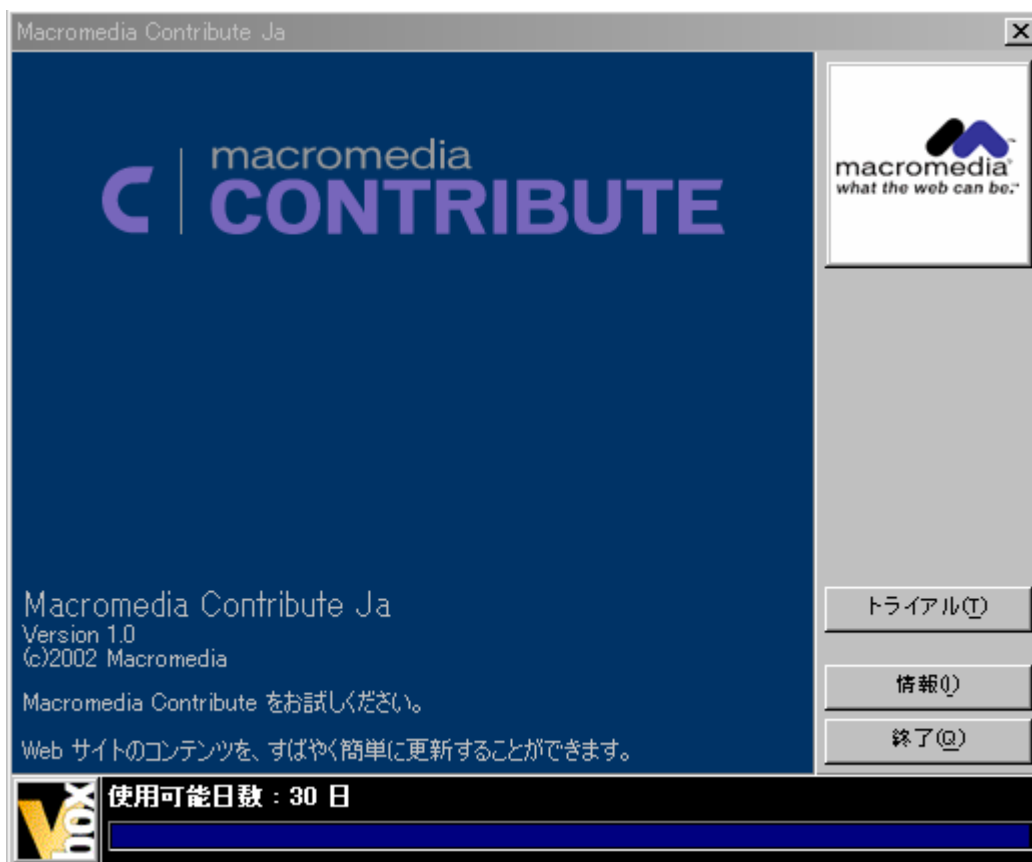 Macromedia Contribute Ja
macromedia
C CONTRIBUTE
macromedia®
what the web can be.™
Macromedia Contribute Ja
Version 1.0
(c)2002 Macromedia
Macromedia Contribute をお試しください。
Web サイトのコンテンツを、すばやく簡単に更新することができます。
トライアル(T)
情報(I)
終了(Q)
Vbox
使用可能日数 : 30 日